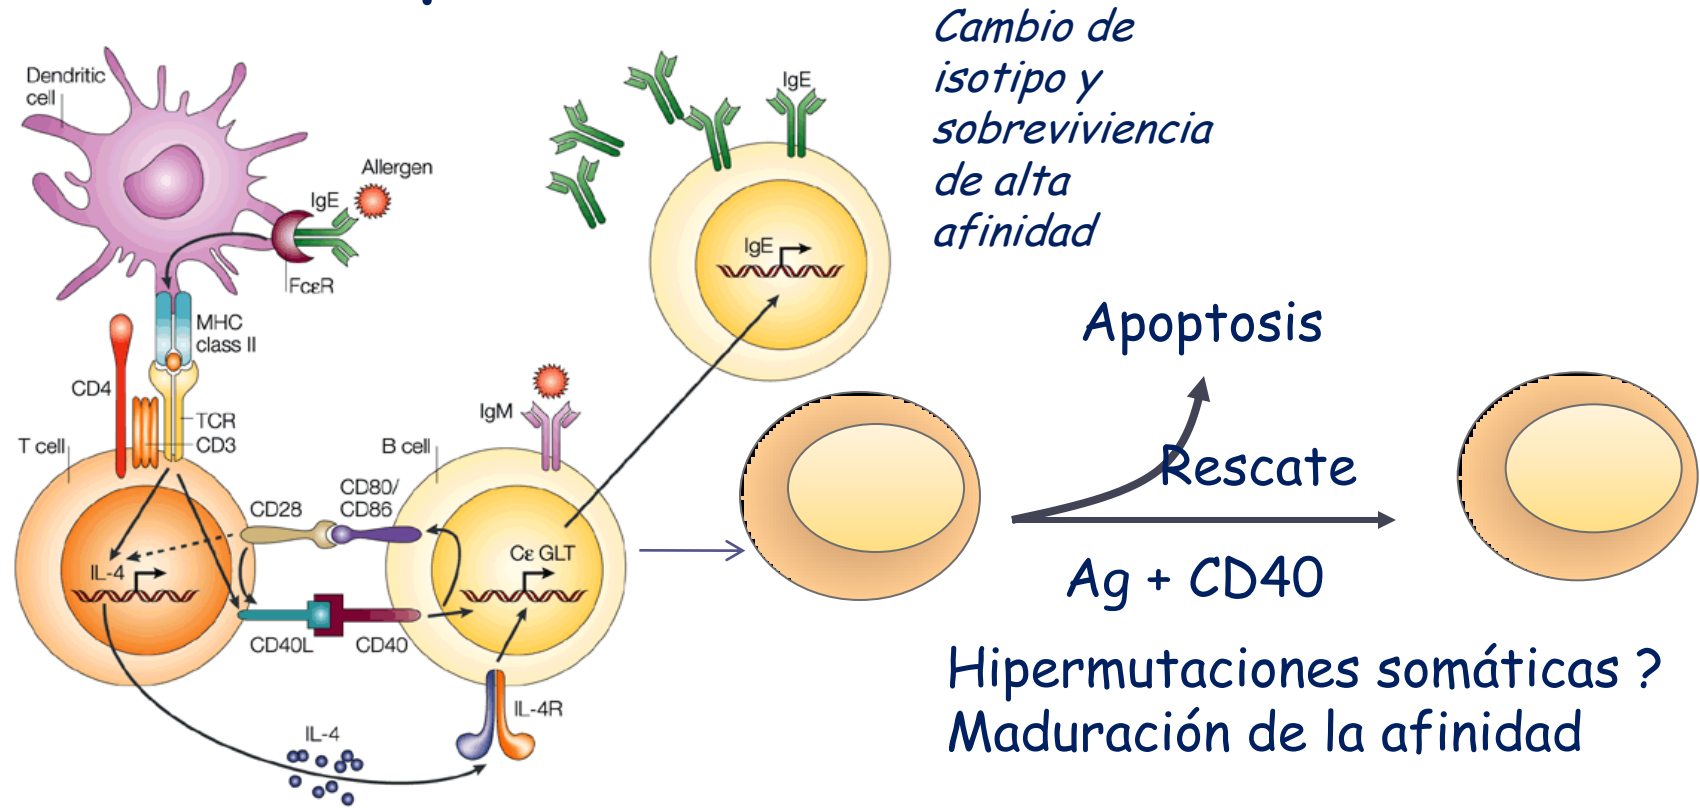 Cambio de
isotipo y
sobreviviencia
de alta
afinidad
Dendritic
cell
Allergen
IgE
FcεR
MHC
class II
CD4
TCR
CD3
T cell
IL-4
CD28
CD80/
CD86
CD40L
CD40
B cell
IgM
Cε GLT
IL-4R
IL-4
IgE
IgE
Apoptosis
Rescate
Ag + CD40
Hipermutaciones somáticas ?
Maduración de la afinidad